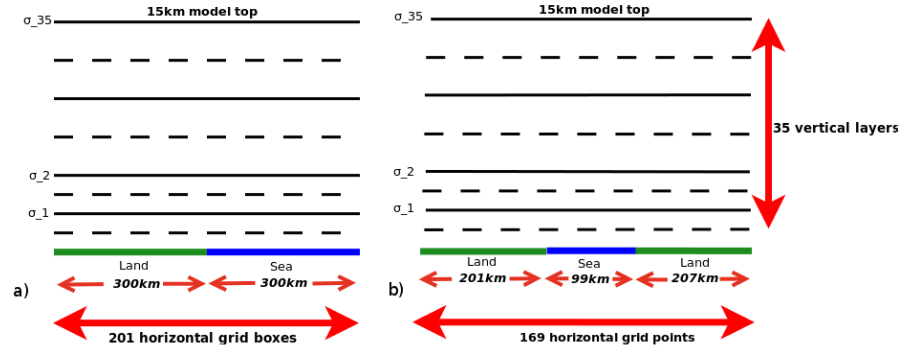 15km model top
σ_35
σ_2
σ_1
Land
Sea
300km
300km
a)
201 horizontal grid boxes
15km model top
σ_35
35 vertical layers
σ_2
σ_1
Land
Sea
Land
201km
99km
207km
b)
169 horizontal grid points